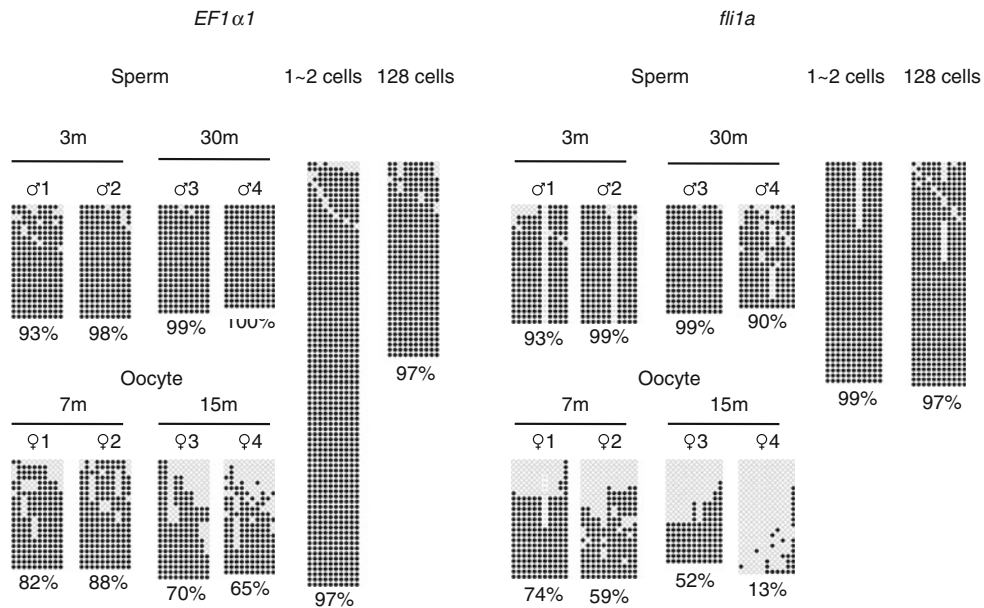 EF1α1 fli1a
Sperm 1~2 cells 128 cells Sperm 1~2 cells 128 cells
3m 30m 3m 30m
♂1 ♂2 ♂3 ♂4 ♂1 ♂2 ♂3 ♂4
93% 98% 99% 100% 93% 99% 99% 90%
97% 99% 97%
Oocyte Oocyte
7m 15m 7m 15m
♀1 ♀2 ♀3 ♀4 ♀1 ♀2 ♀3 ♀4
82% 88% 70% 65% 97% 74% 59% 52% 13%